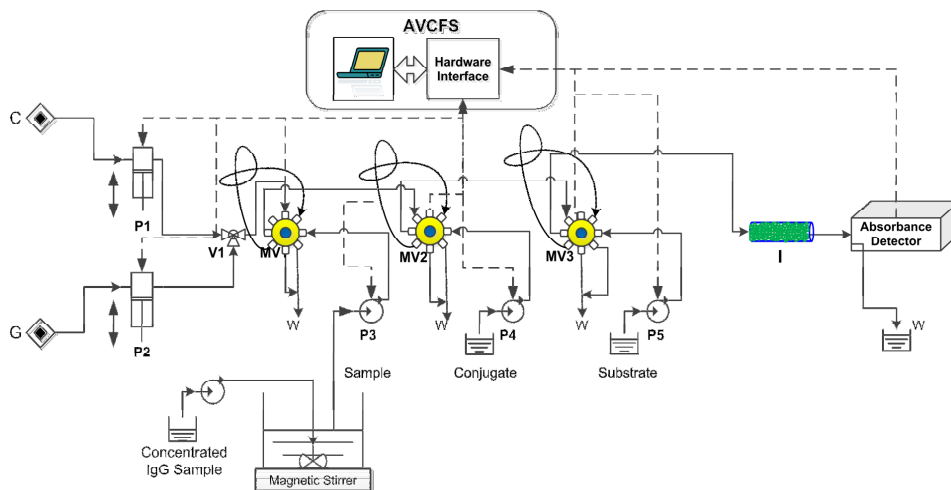 AVCFS
Hardware
Interface
C
P1
V1
MV1
MV2
MV3
I
Absorbance
Detector
G
P2
W
W
W
W
P3
P4
P5
Sample
Conjugate
Substrate
Concentrated
IgG Sample
Magnetic Stirrer